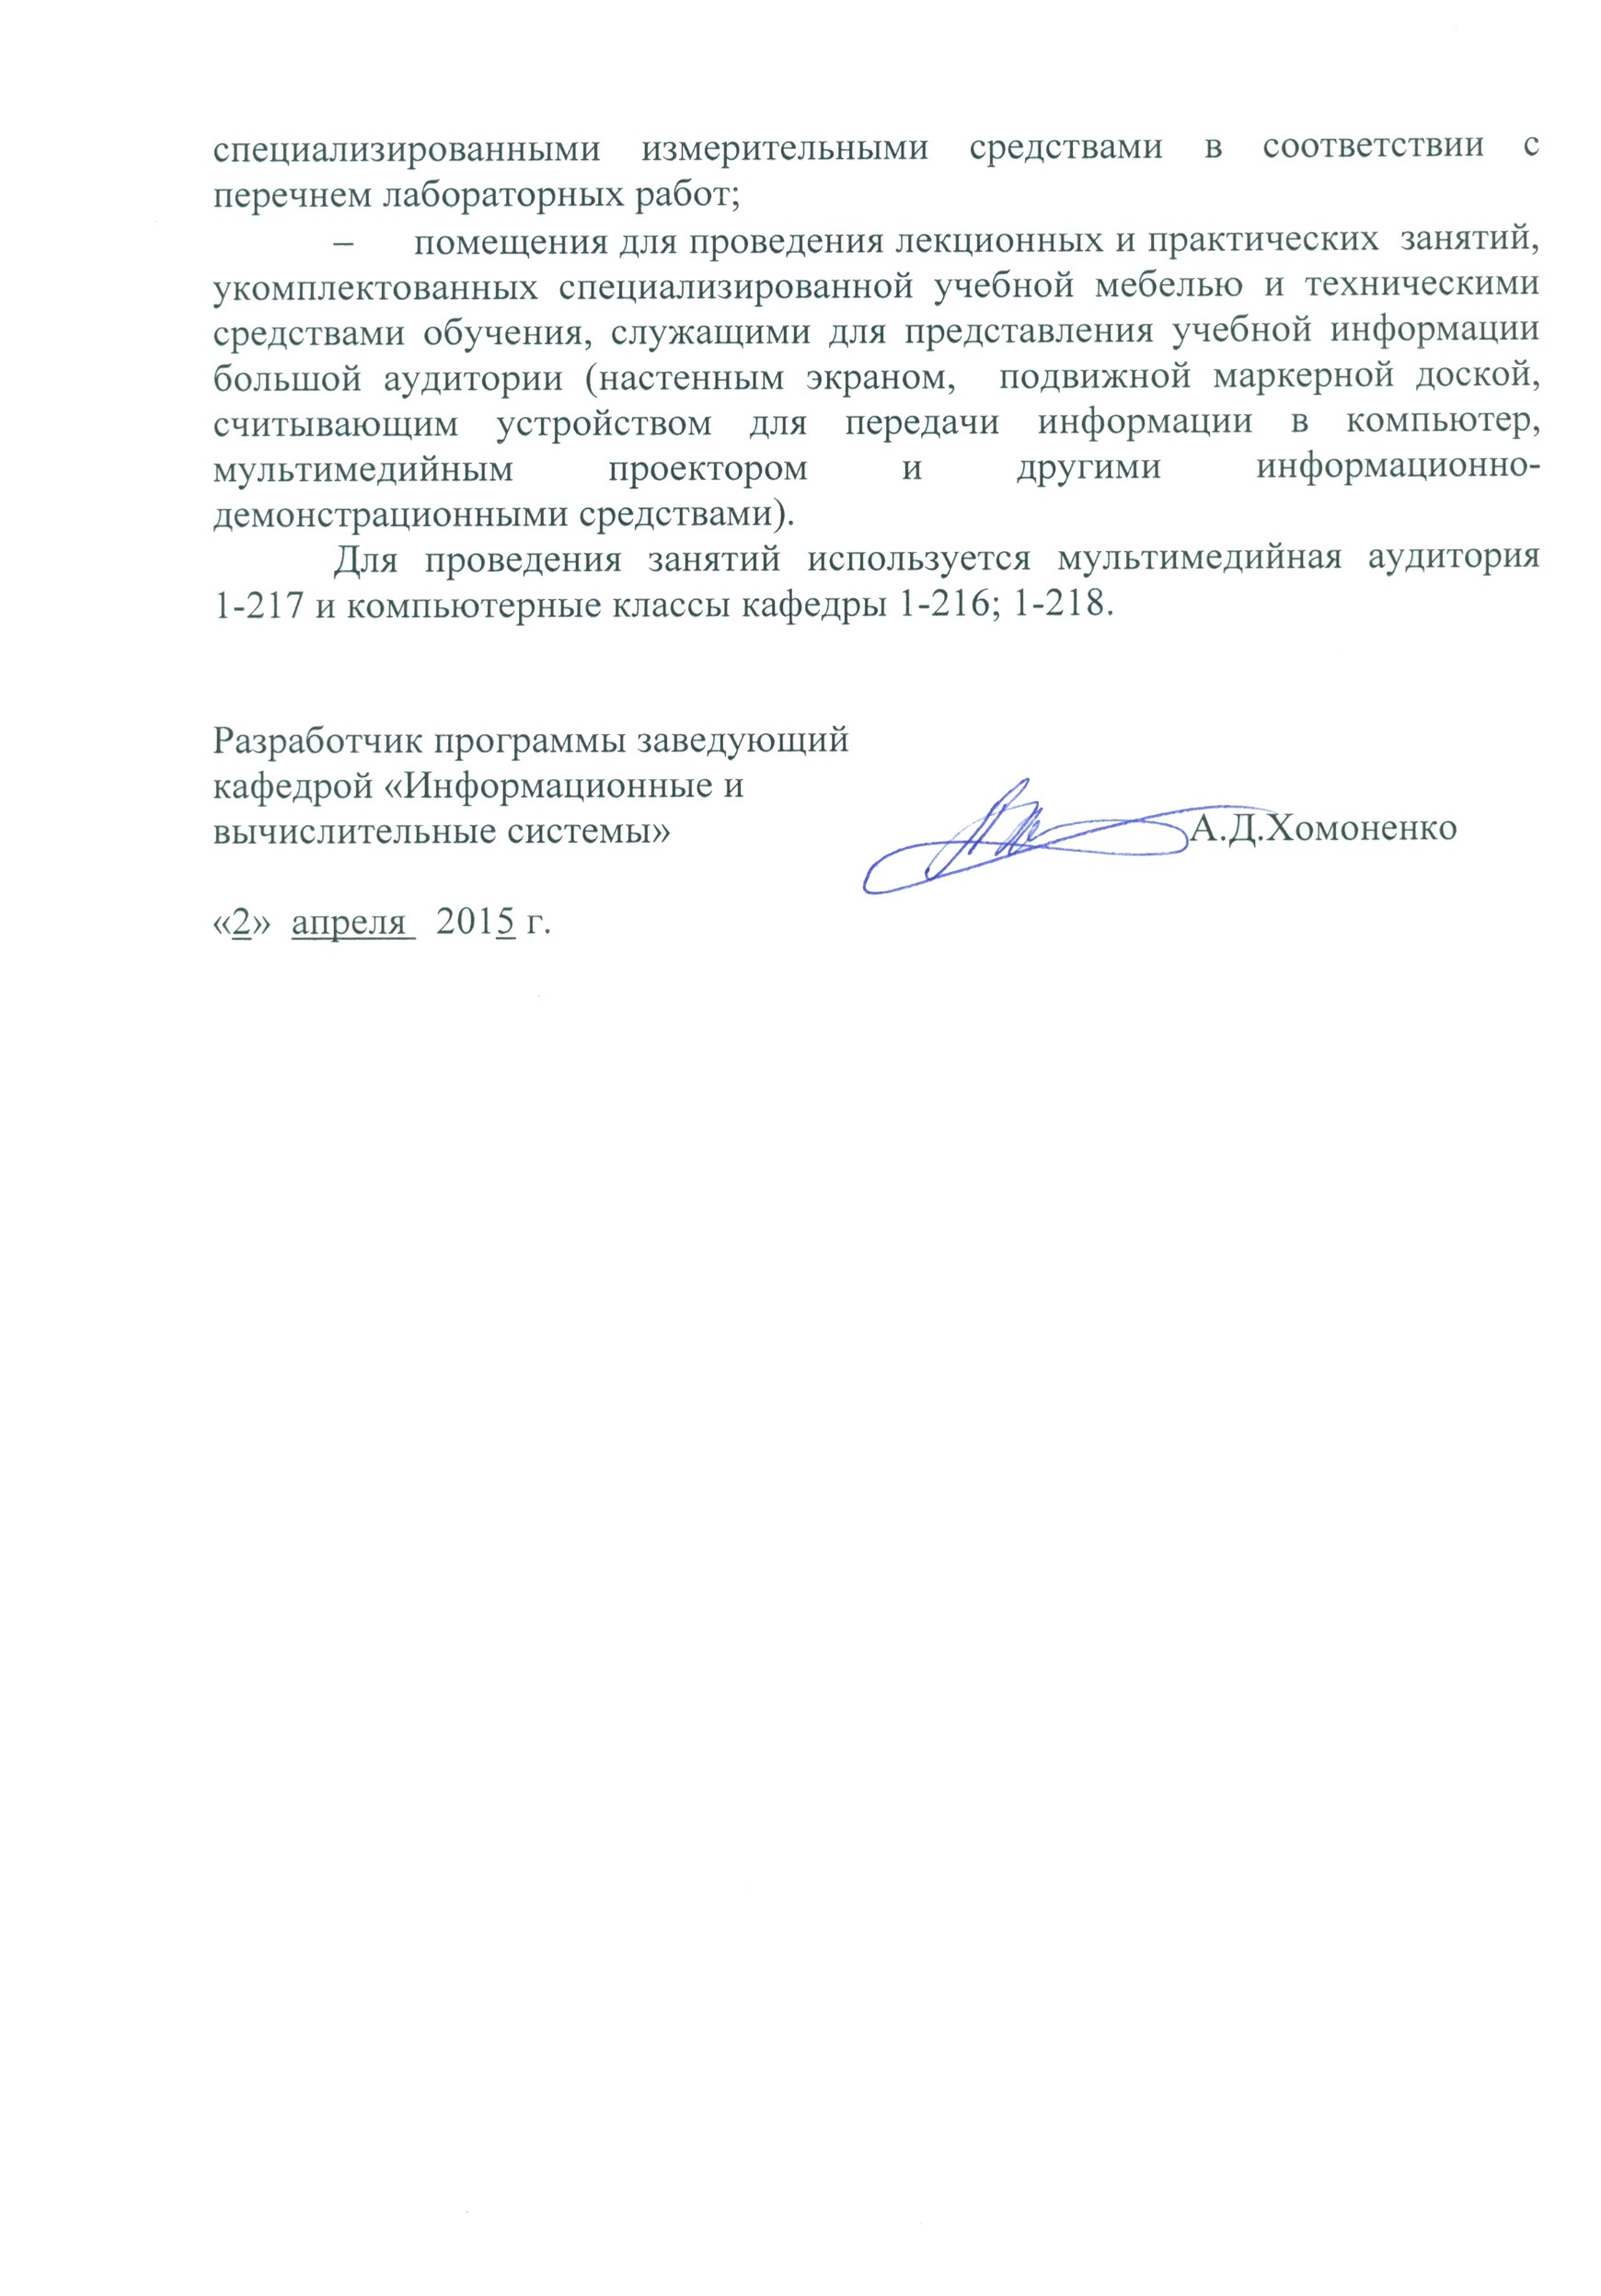 специализированными измерительными средствами в соответствии с
перечнем лабораторных работ;
– помещения для проведения лекционных и практических занятий,
укомплектованных специализированной учебной мебелью и техническими
средствами обучения, служащими для представления учебной информации
большой аудитории (настенным экраном, подвижной маркерной доской,
считывающим устройством для передачи информации в компьютер,
мультимедийным проектором и другими информационно-
демонстрационными средствами).
Для проведения занятий используется мультимедийная аудитория
1-217 и компьютерные классы кафедры 1-216; 1-218.
Разработчик программы заведующий
кафедрой «Информационные и
вычислительные системы» А.Д.Хомоненко
«2» апреля 2015 г.